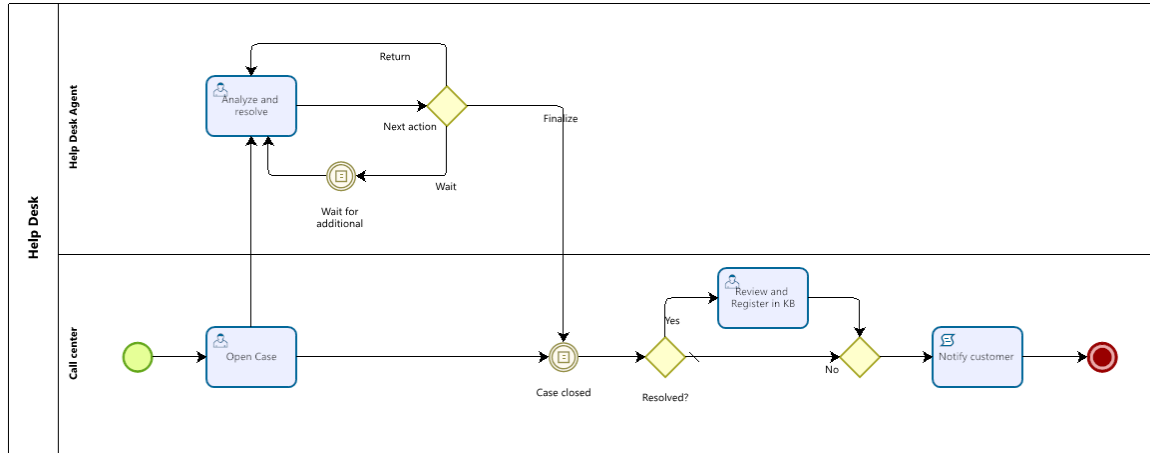 Help Desk
Help Desk Agent
Return
Analyze and
resolve
Next action
Finalize
Wait
Wait for
additional
Call center
Open Case
Case closed
Yes
Resolved?
Review and
Register in KB
No
Notify customer